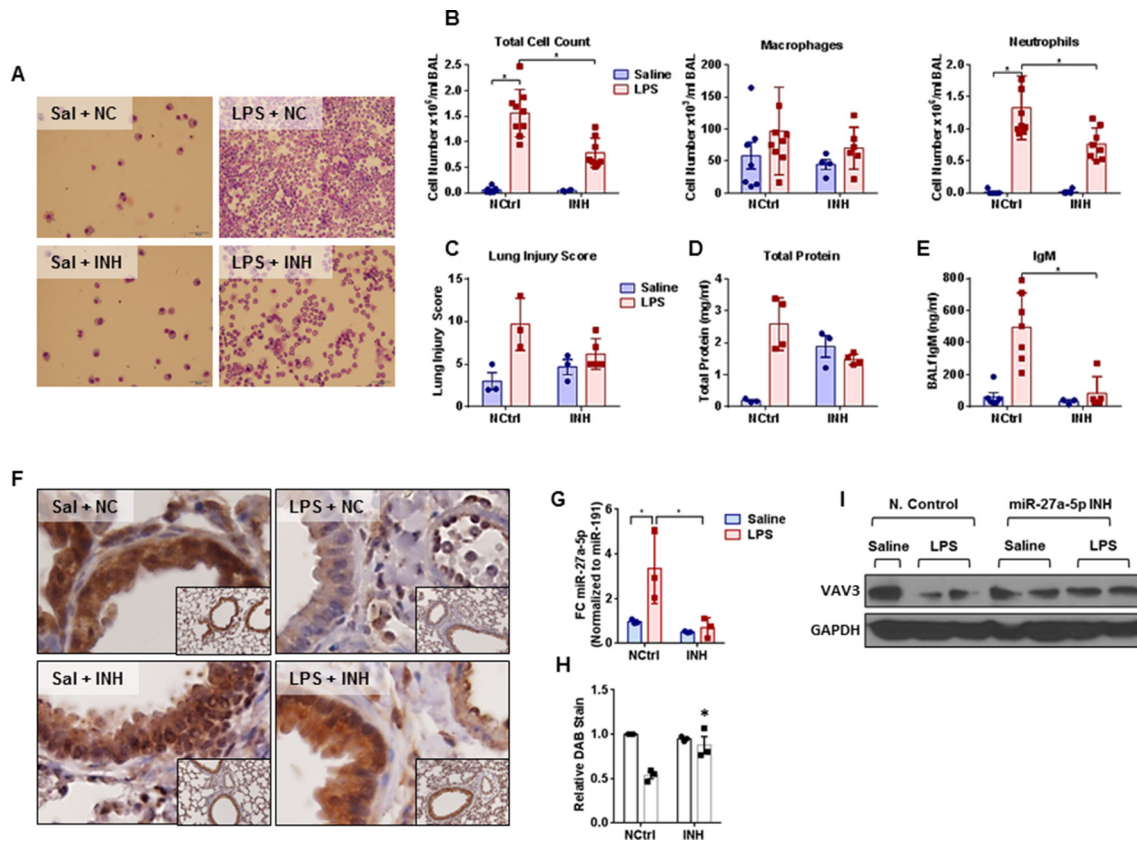 A
Sal + NC
LPS + NC
Sal + INH
LPS + INH
B
Total Cell Count
Cell Number x10⁶/ml BAL
2.5
2.0
1.5
1.0
0.5
0.0
*
*
NCtrl
INH
Saline
LPS
Macrophages
Cell Number x10³/ml BAL
200
150
100
50
0
NCtrl
INH
Neutrophils
Cell Number x10⁶/ml BAL
2.0
1.5
1.0
0.5
0.0
*
*
NCtrl
INH
C
Lung Injury Score
Lung Injury Score
15
10
5
0
NCtrl
INH
Saline
LPS
D
Total Protein
Total Protein (mg/ml)
4
3
2
1
0
NCtrl
INH
E
IgM
BALf IgM (ng/ml)
800
600
400
200
0
*
NCtrl
INH
F
Sal + NC
LPS + NC
Sal + INH
LPS + INH
G
FC miR-27a-5p
(Normalized to miR-191)
6
4
2
0
*
*
NCtrl
INH
Saline
LPS
H
Relative DAB Stain
1.5
1.0
0.5
0.0
*
NCtrl
INH
I
N. Control
miR-27a-5p INH
Saline
LPS
Saline
LPS
VAV3
GAPDH